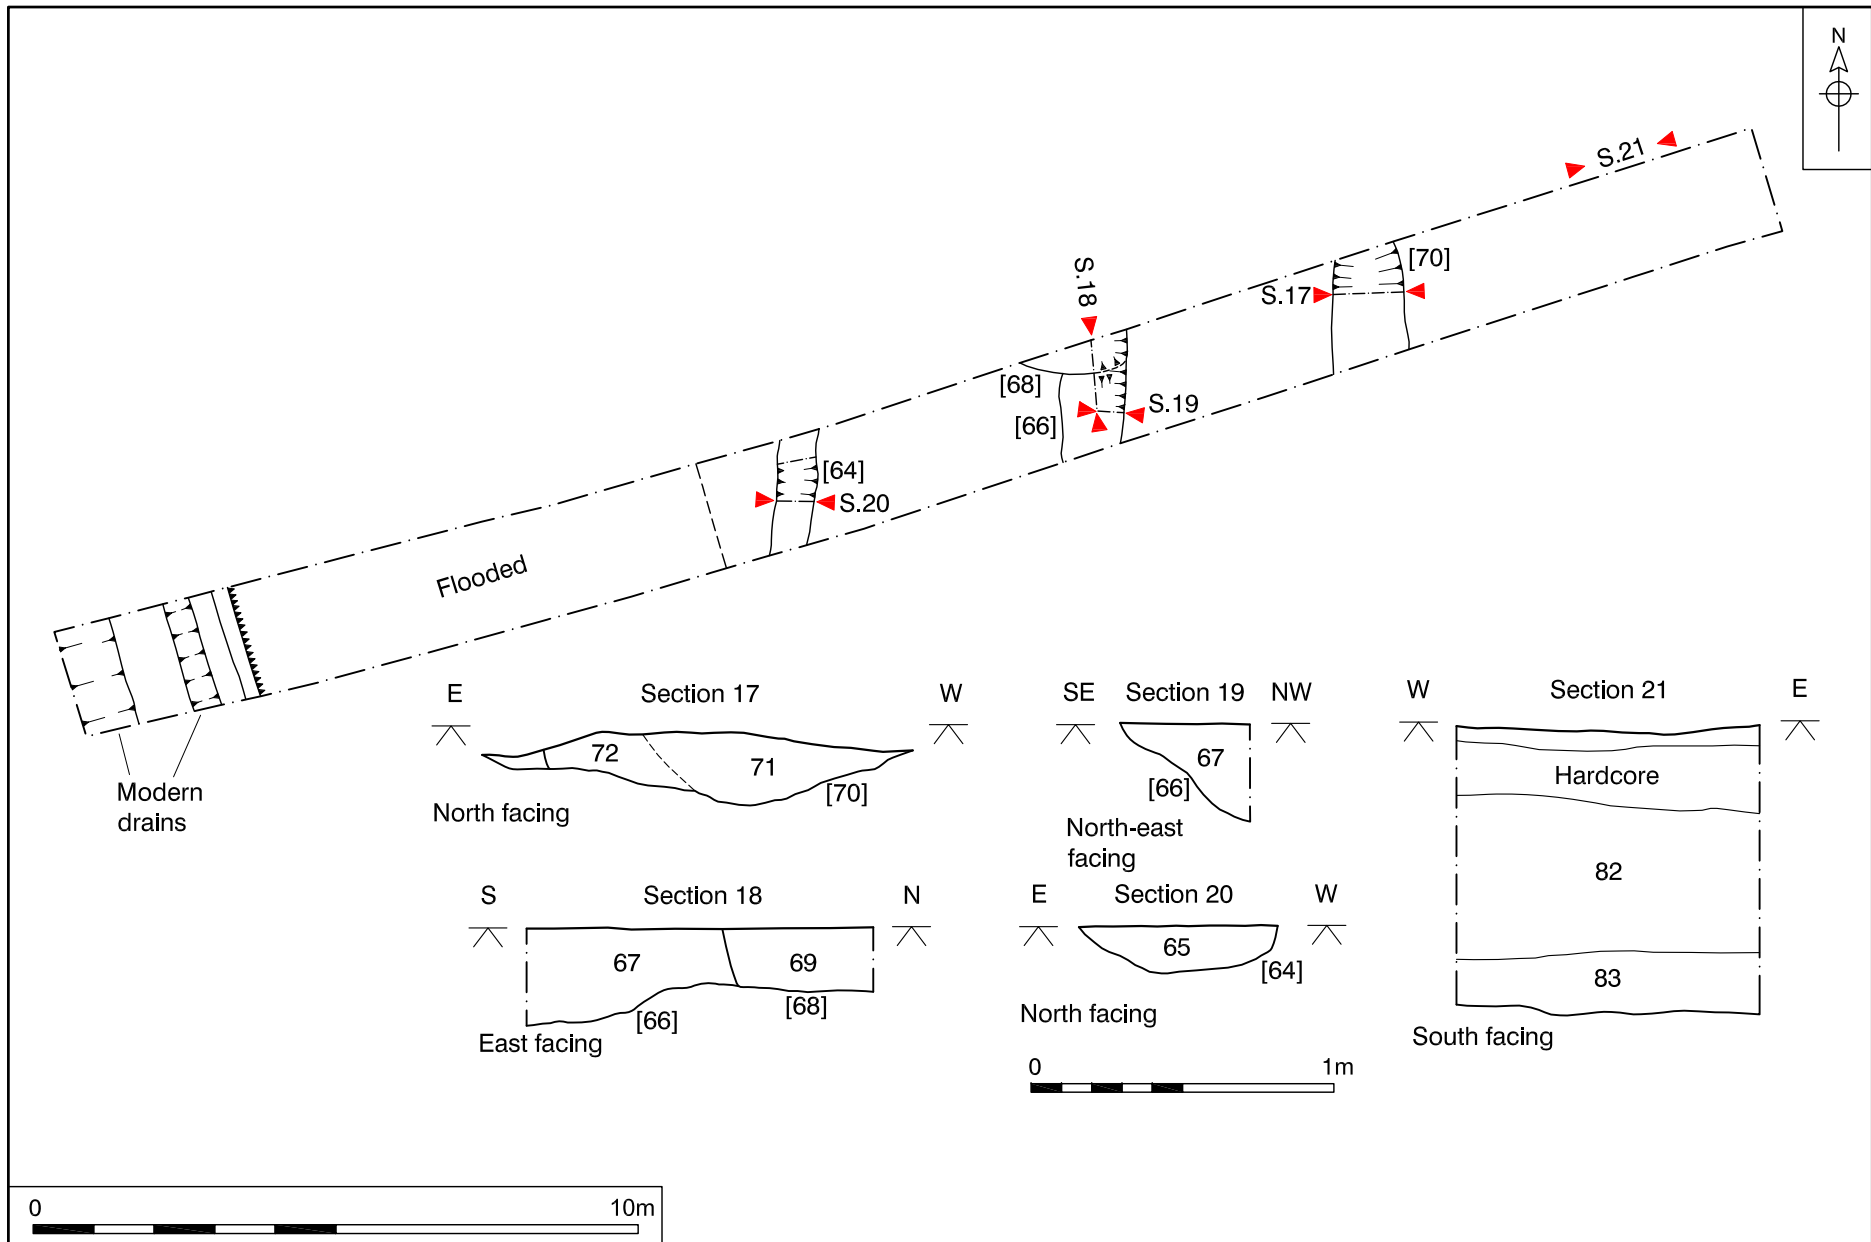 N
S.21
[70]
S.18
S.17
[68]
S.19
[66]
[64]
S.20
Flooded
Modern
drains
E Section 17 W
72
71
[70]
North facing
SE Section 19 NW
67
[66]
North-east
facing
W Section 21 E
Hardcore
82
83
South facing
S Section 18 N
67
69
[66]
[68]
East facing
E Section 20 W
65
[64]
North facing
0 1m
0 10m